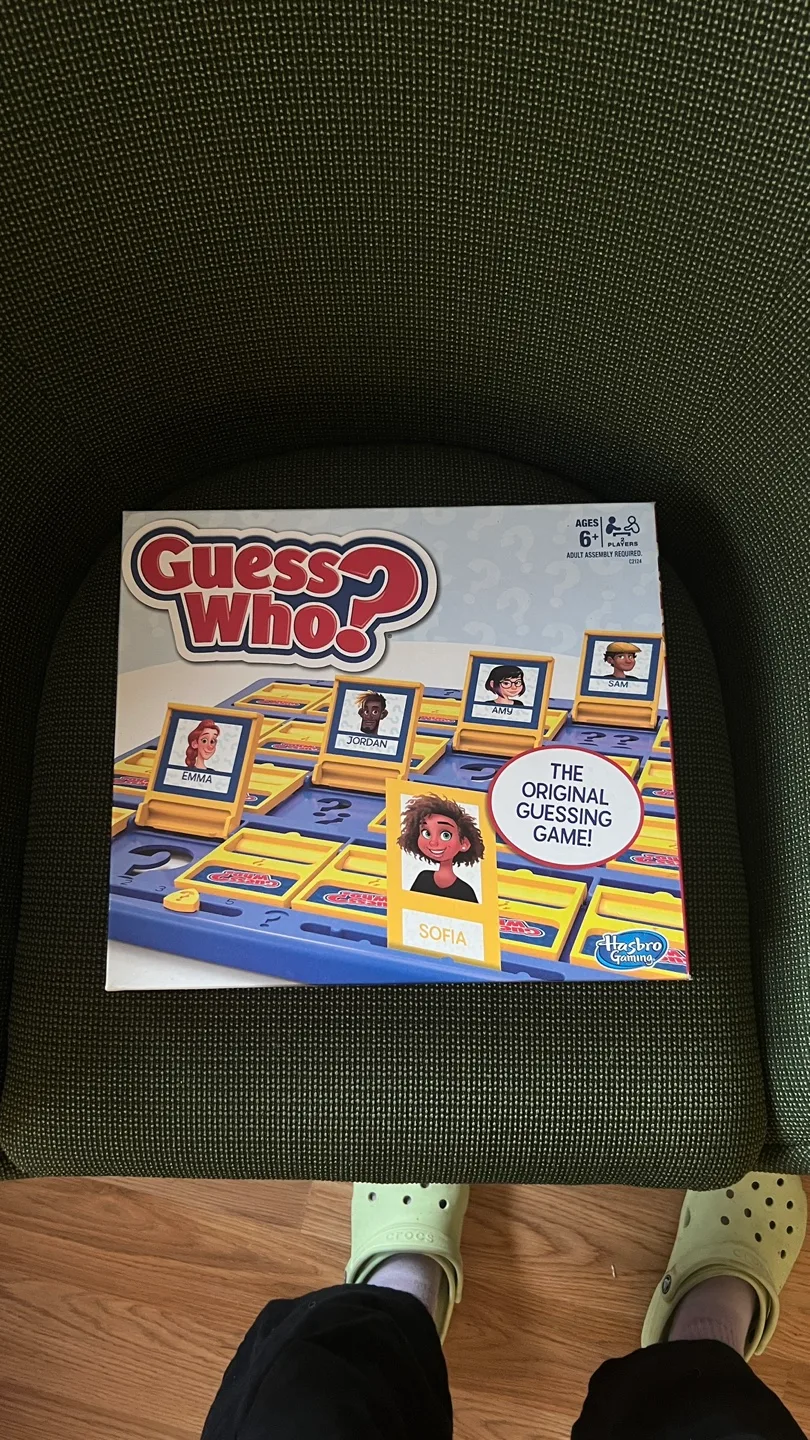 GUESS
WHO?
AGES
6+
2
PLAYERS
ADULT ASSEMBLY REQUIRED.
C2124
SAM
AMY
JORDAN
EMMA
THE
ORIGINAL
GUESSING
GAME!
SOFIA
Hasbro
Gaming
crocs